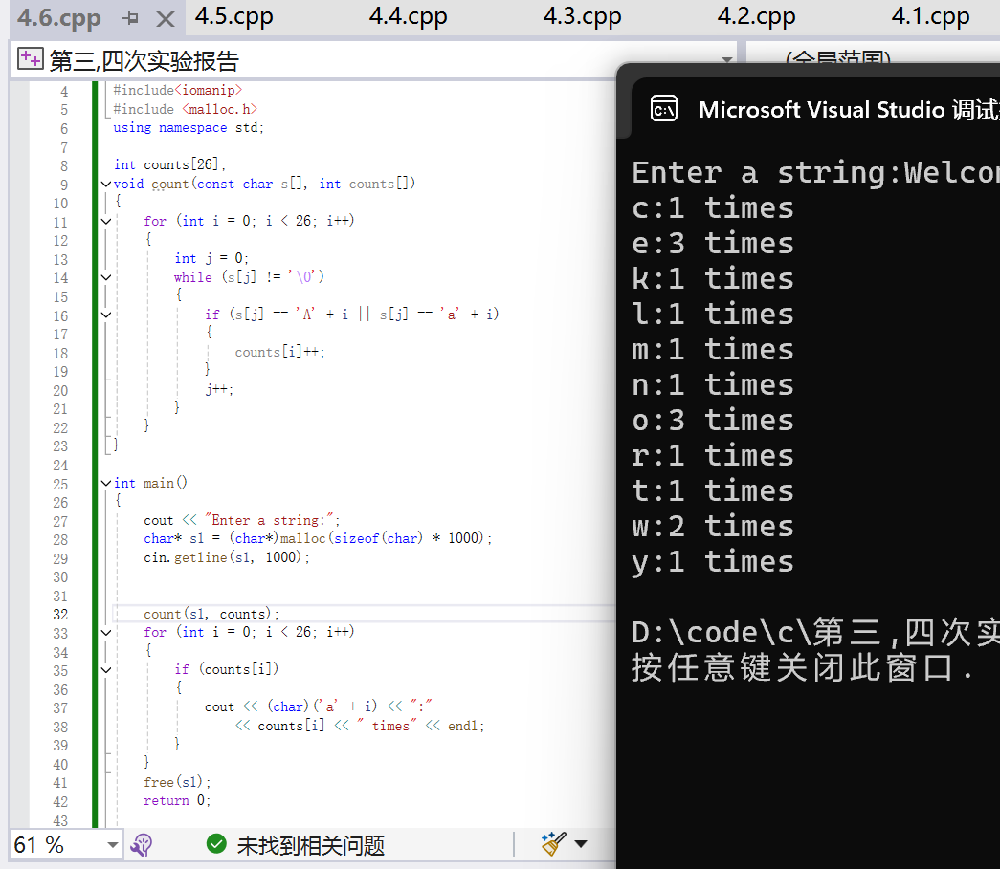 4.6.cpp 4.5.cpp 4.4.cpp 4.3.cpp 4.2.cpp 4.1.cpp
第三,四次实验报告
(全局范围)
4 #include<iomanip>
5 #include <malloc.h>
6 using namespace std;
7
8 int counts[26];
9 void count(const char s[], int counts[])
10 {
11 for (int i = 0; i < 26; i++)
12 {
13 int j = 0;
14 while (s[j] != '\0')
15 {
16 if (s[j] == 'A' + i || s[j] == 'a' + i)
17 {
18 counts[i]++;
19 }
20 j++;
21 }
22 }
23 }
24
25 int main()
26 {
27 cout << "Enter a string:";
28 char* s1 = (char*)malloc(sizeof(char) * 1000);
29 cin.getline(s1, 1000);
30
31
32 count(s1, counts);
33 for (int i = 0; i < 26; i++)
34 {
35 if (counts[i])
36 {
37 cout << (char)('a' + i) << ":"
38 << counts[i] << " times" << endl;
39 }
40 }
41 free(s1);
42 return 0;
43
61 %
未找到相关问题
C:\
Microsoft Visual Studio 调试
Enter a string:Welco
c:1 times
e:3 times
k:1 times
l:1 times
m:1 times
n:1 times
o:3 times
r:1 times
t:1 times
w:2 times
y:1 times
D:\code\c\第三,四次实
按任意键关闭此窗口.